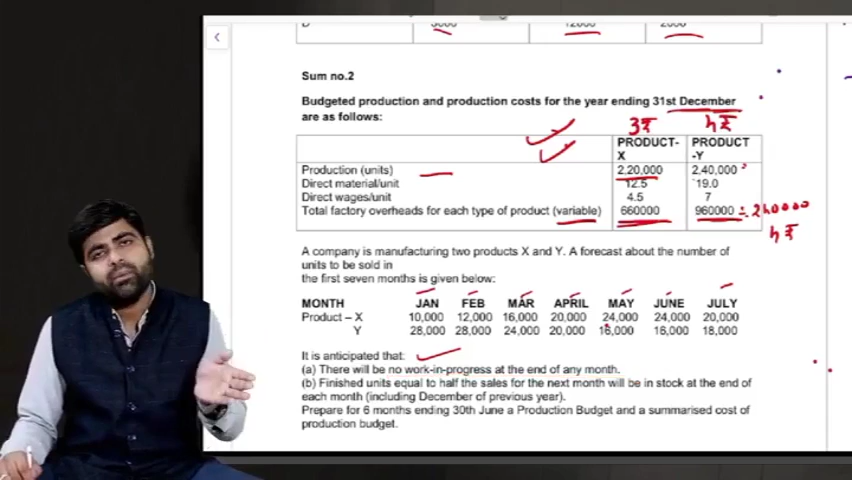 D 5000 12000 2000
Sum no.2
Budgeted production and production costs for the year ending 31st December
are as follows:
3₹ 4₹
PRODUCT-X PRODUCT-Y
Production (units) 2,20,000 2,40,000
Direct material/unit 12.5 19.0
Direct wages/unit 4.5 7
Total factory overheads for each type of product (variable) 660000 960000 ÷ 240000
4₹
A company is manufacturing two products X and Y. A forecast about the number of
units to be sold in
the first seven months is given below:
MONTH JAN FEB MAR APRIL MAY JUNE JULY
Product – X 10,000 12,000 16,000 20,000 24,000 24,000 20,000
Y 28,000 28,000 24,000 20,000 16,000 16,000 18,000
It is anticipated that:
(a) There will be no work-in-progress at the end of any month.
(b) Finished units equal to half the sales for the next month will be in stock at the end of
each month (including December of previous year).
Prepare for 6 months ending 30th June a Production Budget and a summarised cost of
production budget.